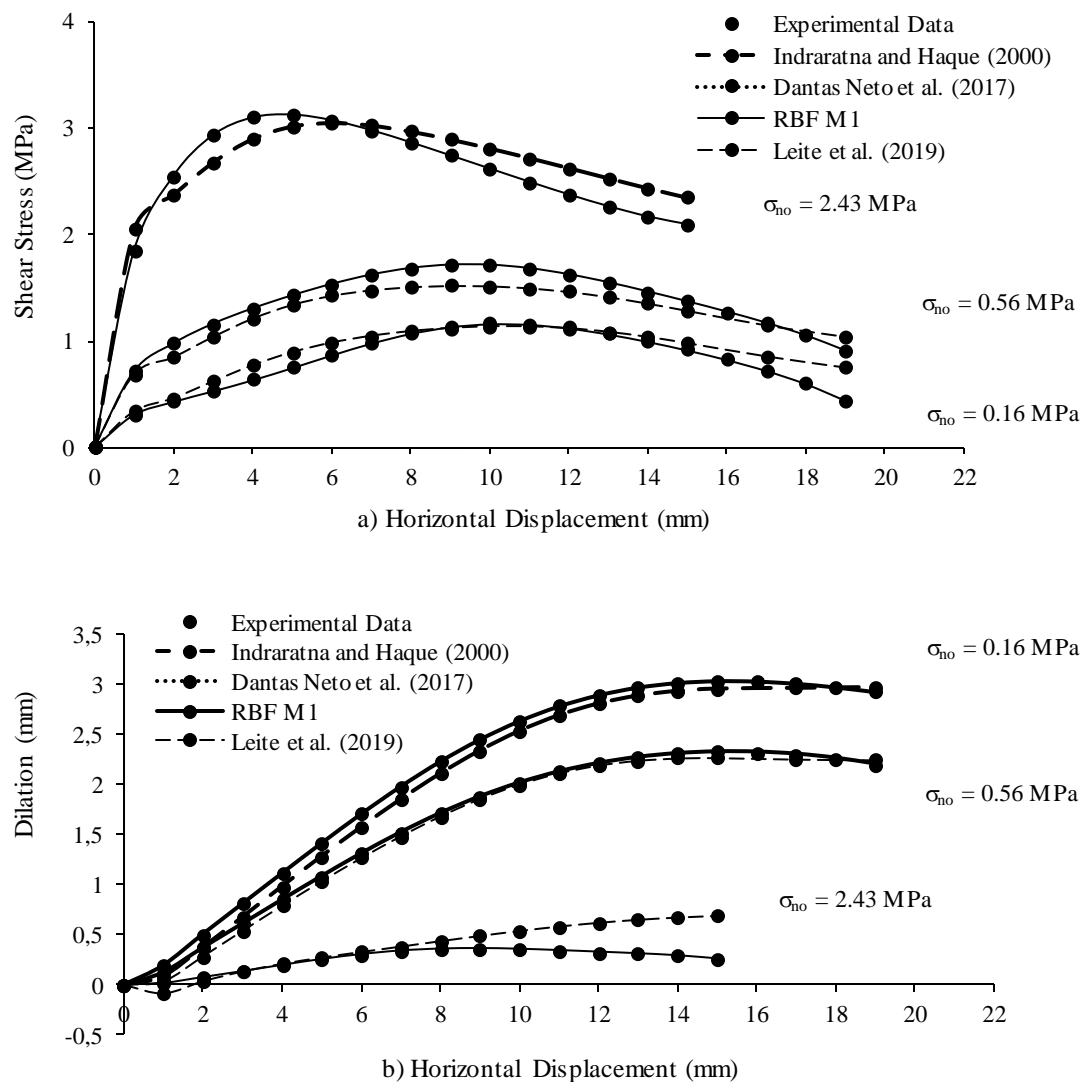 4
Experimental Data
Indraratna and Haque (2000)
Dantas Neto et al. (2017)
RBF M1
Leite et al. (2019)
3
σno = 2.43 MPa
2
Shear Stress (MPa)
σno = 0.56 MPa
1
σno = 0.16 MPa
0
0 2 4 6 8 10 12 14 16 18 20 22
a) Horizontal Displacement (mm)
Experimental Data
3,5
Indraratna and Haque (2000)
σno = 0.16 MPa
Dantas Neto et al. (2017)
3
RBF M1
Leite et al. (2019)
2,5
2
σno = 0.56 MPa
Dilation (mm)
1,5
1
σno = 2.43 MPa
0,5
0
0 2 4 6 8 10 12 14 16 18 20 22
-0,5
b) Horizontal Displacement (mm)